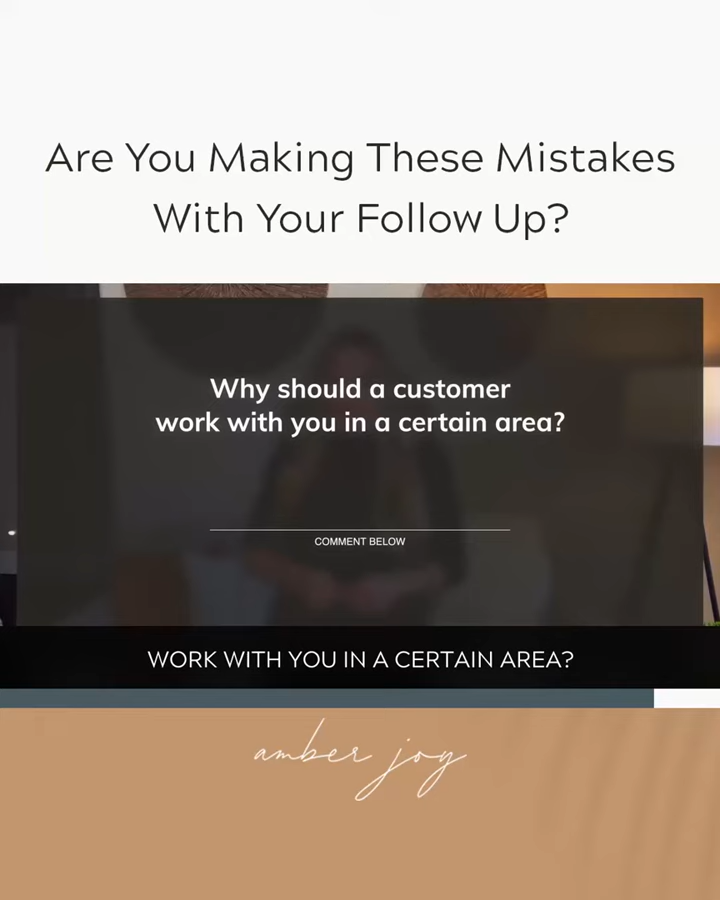 Are You Making These Mistakes
With Your Follow Up?
Why should a customer
work with you in a certain area?
COMMENT BELOW
WORK WITH YOU IN A CERTAIN AREA?
amber joy